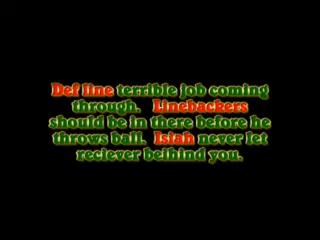 Def line terrible job coming
through. Linebackers
should be in there before he
throws ball. Isiah never let
reciever beihind you.